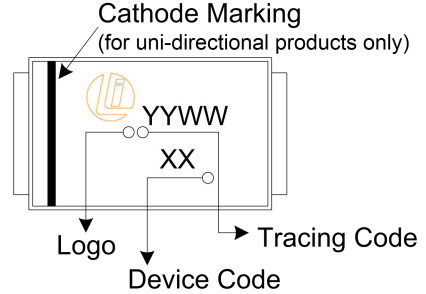 Cathode Marking
(for uni-directional products only)
YYWW
XX
Logo
Tracing Code
Device Code